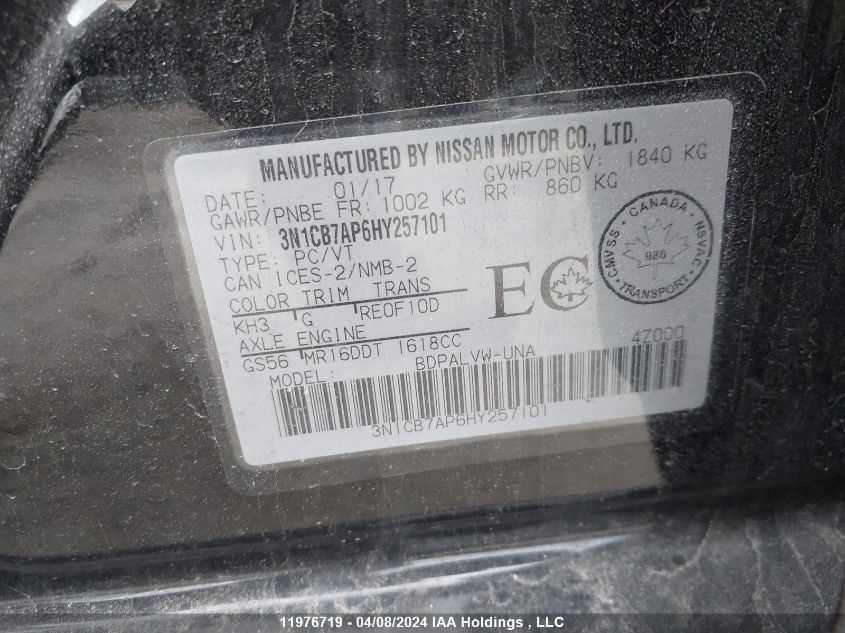 MANUFACTURED BY NISSAN MOTOR CO., LTD.
DATE: 01/17 GVWR/PNBV: 1840 KG
GAWR/PNBE FR: 1002 KG RR: 860 KG
VIN: 3N1CB7AP6HY257101
TYPE: PC/VT
CAN ICES-2/NMB-2
COLOR TRIM TRANS
KH3 G RE0F10D
AXLE ENGINE
GS56 MR16DDT 1618CC
MODEL: BDPALVW-UNA 4Z000
3N1CB7AP6HY257101
EC
CANADA
CMVSS NSVAC
926
TRANSPORT
11976719 - 04/08/2024 IAA Holdings , LLC